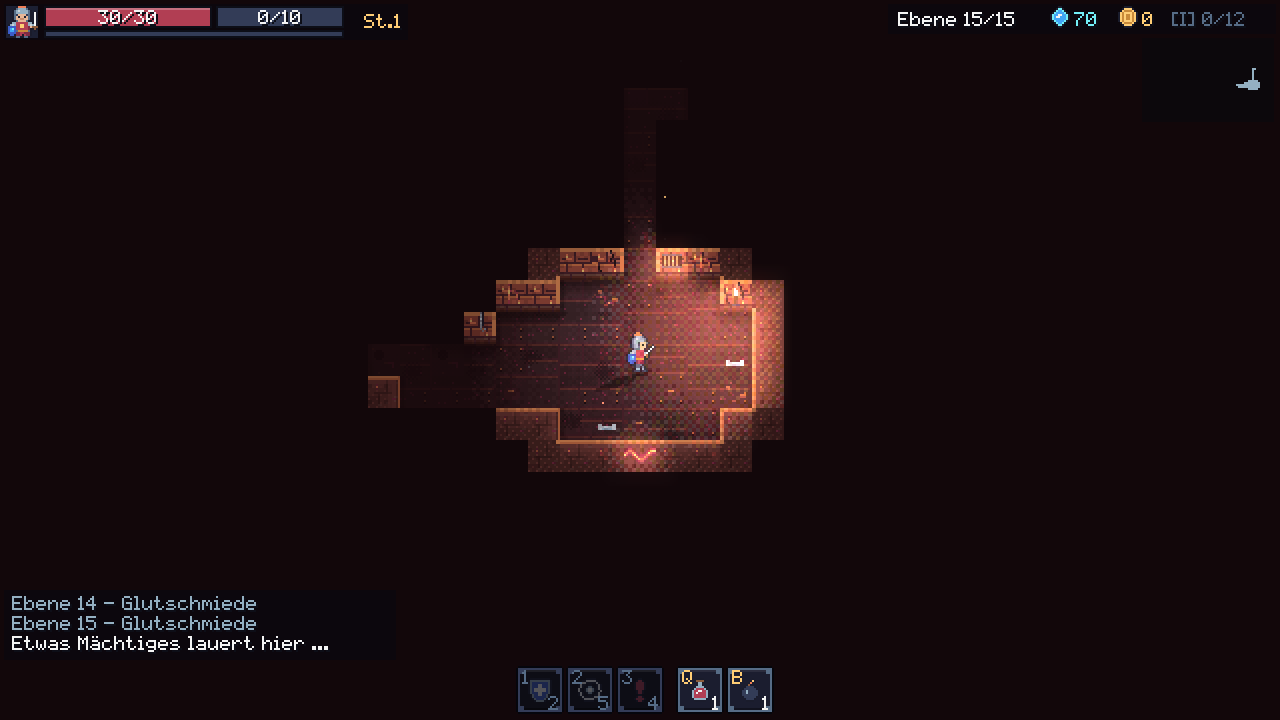 30/30
0/10
St.1
Ebene 15/15
70
0
[I] 0/12
Ebene 14 – Glutschmiede
Ebene 15 – Glutschmiede
Etwas Mächtiges lauert hier ...
1
2
2
5
3
4
Q
1
B
1